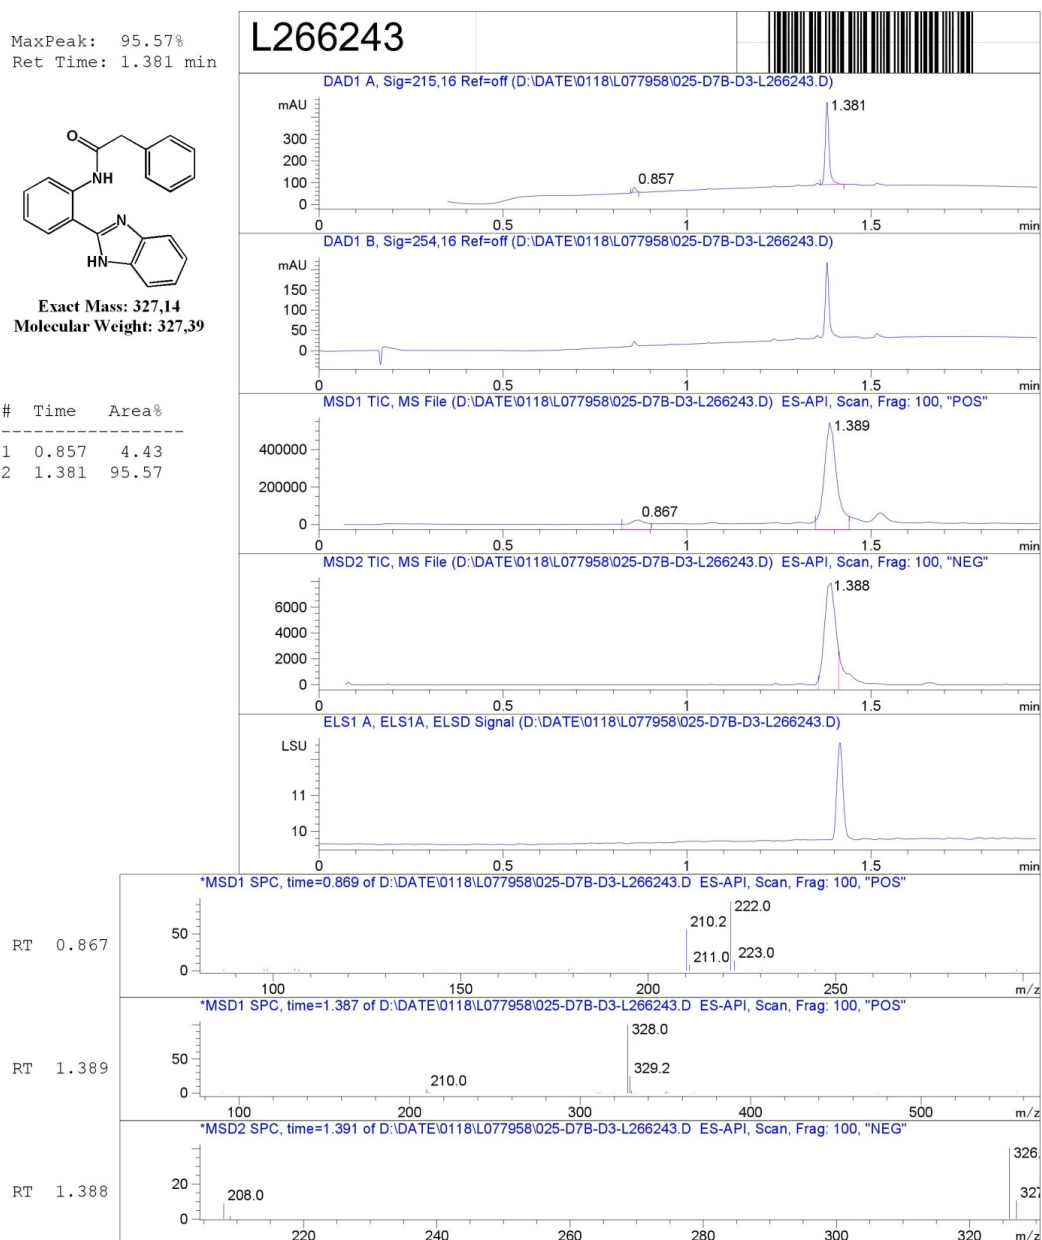 MaxPeak: 95.57%
Ret Time: 1.381 min
L266243
O
NH
N
HN
Exact Mass: 327,14
Molecular Weight: 327,39
# Time Area%
-----------------
1 0.857 4.43
2 1.381 95.57
DAD1 A, Sig=215,16 Ref=off (D:\DATE\0118\L077958\025-D7B-D3-L266243.D)
mAU
300
200
100
0
0.857
1.381
0 0.5 1 1.5 min
DAD1 B, Sig=254,16 Ref=off (D:\DATE\0118\L077958\025-D7B-D3-L266243.D)
mAU
150
100
50
0
0 0.5 1 1.5 min
MSD1 TIC, MS File (D:\DATE\0118\L077958\025-D7B-D3-L266243.D) ES-API, Scan, Frag: 100, "POS"
400000
200000
0
0.867
1.389
0 0.5 1 1.5 min
MSD2 TIC, MS File (D:\DATE\0118\L077958\025-D7B-D3-L266243.D) ES-API, Scan, Frag: 100, "NEG"
6000
4000
2000
0
1.388
0 0.5 1 1.5 min
ELS1 A, ELS1A, ELSD Signal (D:\DATE\0118\L077958\025-D7B-D3-L266243.D)
LSU
11
10
0 0.5 1 1.5 min
RT 0.867
*MSD1 SPC, time=0.869 of D:\DATE\0118\L077958\025-D7B-D3-L266243.D ES-API, Scan, Frag: 100, "POS"
50
0
210.2
211.0
222.0
223.0
100 150 200 250 m/z
RT 1.389
*MSD1 SPC, time=1.387 of D:\DATE\0118\L077958\025-D7B-D3-L266243.D ES-API, Scan, Frag: 100, "POS"
50
0
210.0
328.0
329.2
100 200 300 400 500 m/z
RT 1.388
*MSD2 SPC, time=1.391 of D:\DATE\0118\L077958\025-D7B-D3-L266243.D ES-API, Scan, Frag: 100, "NEG"
20
0
208.0
326.
327
220 240 260 280 300 320 m/z